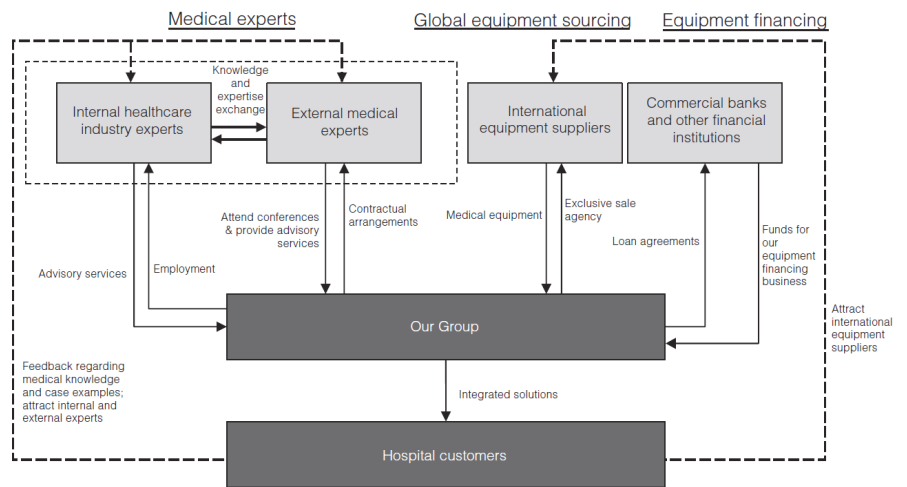 Medical experts
Global equipment sourcing
Equipment financing
Knowledge
and
expertise
exchange
Internal healthcare
industry experts
External medical
experts
International
equipment suppliers
Commercial banks
and other financial
institutions
Attend conferences
& provide advisory
services
Contractual
arrangements
Medical equipment
Exclusive sale
agency
Loan agreements
Funds for
our
equipment
financing
business
Advisory services
Employment
Our Group
Attract
international
equipment
suppliers
Feedback regarding
medical knowledge
and case examples;
attract internal and
external experts
Integrated solutions
Hospital customers